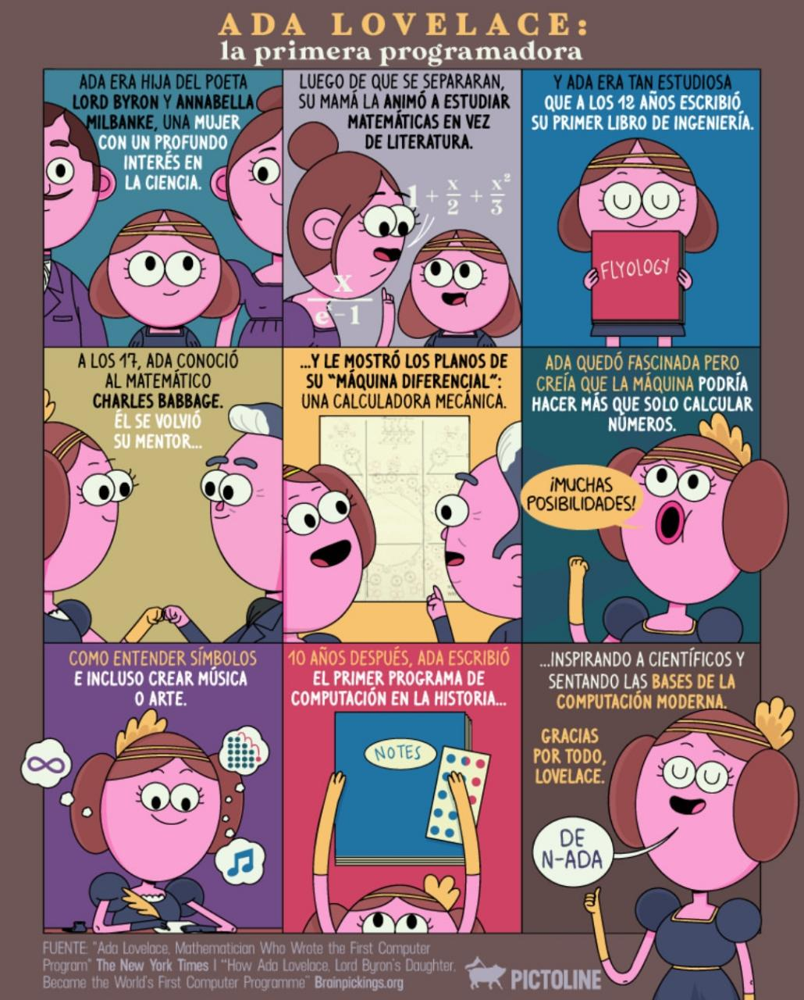 ADA LOVELACE:
la primera programadora
ADA ERA HIJA DEL POETA
LORD BYRON Y ANNABELLA
MILBANKE, UNA MUJER
CON UN PROFUNDO
INTERÉS EN
LA CIENCIA.
LUEGO DE QUE SE SEPARARAN,
SU MAMÁ LA ANIMÓ A ESTUDIAR
MATEMÁTICAS EN VEZ
DE LITERATURA.
1 + x/2 + x²/3
x/eˣ-1
Y ADA ERA TAN ESTUDIOSA
QUE A LOS 12 AÑOS ESCRIBIÓ
SU PRIMER LIBRO DE INGENIERÍA.
FLYOLOGY
A LOS 17, ADA CONOCIÓ
AL MATEMÁTICO
CHARLES BABBAGE.
ÉL SE VOLVIÓ
SU MENTOR...
...Y LE MOSTRÓ LOS PLANOS DE
SU "MÁQUINA DIFERENCIAL":
UNA CALCULADORA MECÁNICA.
ADA QUEDÓ FASCINADA PERO
CREÍA QUE LA MÁQUINA PODRÍA
HACER MÁS QUE SOLO CALCULAR
NÚMEROS.
¡MUCHAS
POSIBILIDADES!
COMO ENTENDER SÍMBOLOS
E INCLUSO CREAR MÚSICA
O ARTE.
∞
10 AÑOS DESPUÉS, ADA ESCRIBIÓ
EL PRIMER PROGRAMA DE
COMPUTACIÓN EN LA HISTORIA...
NOTES
...INSPIRANDO A CIENTÍFICOS Y
SENTANDO LAS BASES DE LA
COMPUTACIÓN MODERNA.
GRACIAS
POR TODO,
LOVELACE.
DE
N-ADA
FUENTE: "Ada Lovelace, Mathematician Who Wrote the First Computer
Program" The New York Times | "How Ada Lovelace, Lord Byron's Daughter,
Became the World's First Computer Programme" Brainpickings.org
PICTOLINE